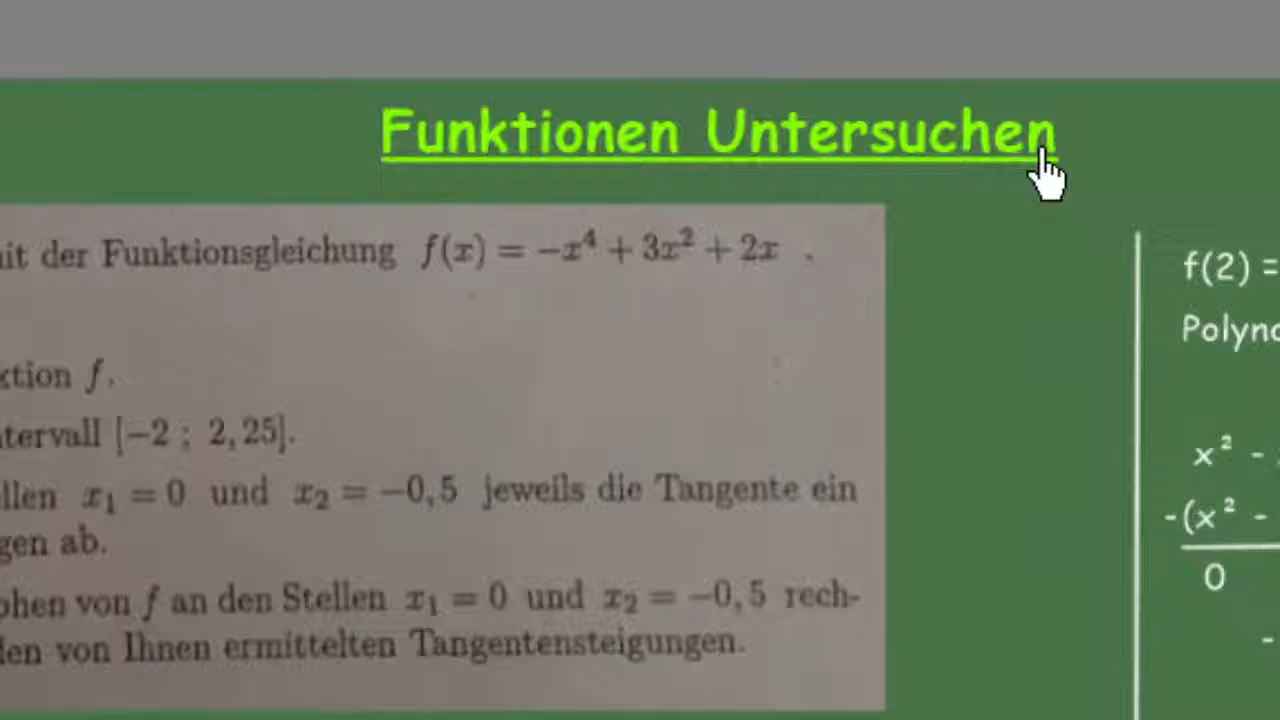 Funktionen Untersuchen
it der Funktionsgleichung f(x) = −x⁴ + 3x² + 2x .
ktion f.
tervall [−2 ; 2,25].
llen x₁ = 0 und x₂ = −0,5 jeweils die Tangente ein
gen ab.
phen von f an den Stellen x₁ = 0 und x₂ = −0,5 rech-
den von Ihnen ermittelten Tangentensteigungen.
f(2) =
Polyno
x² -
-(x² -
0
-